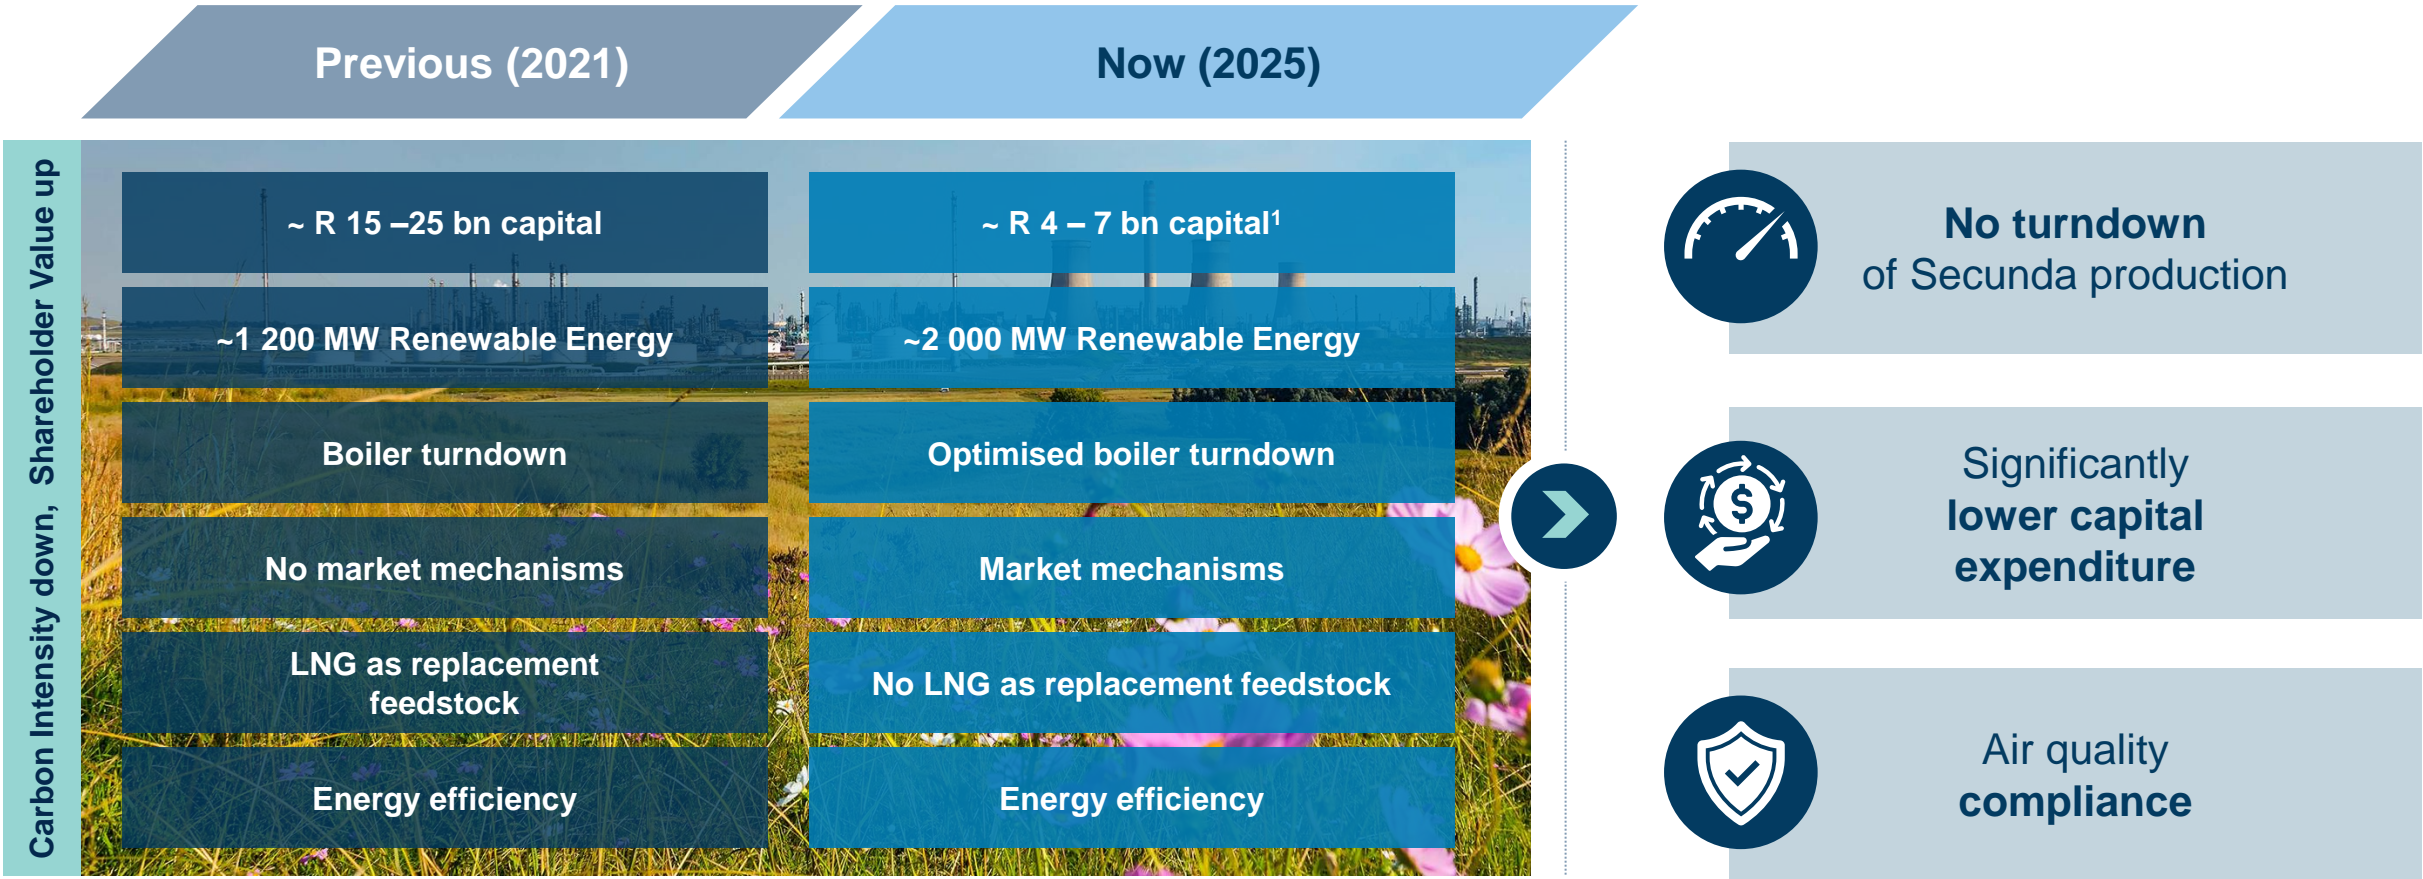 Previous (2021)
Now (2025)
Carbon Intensity down, Shareholder Value up
~ R 15 –25 bn capital
~ R 4 – 7 bn capital¹
~1 200 MW Renewable Energy
~2 000 MW Renewable Energy
Boiler turndown
Optimised boiler turndown
No market mechanisms
Market mechanisms
LNG as replacement
feedstock
No LNG as replacement feedstock
Energy efficiency
Energy efficiency
No turndown
of Secunda production
$
Significantly
lower capital
expenditure
Air quality
compliance